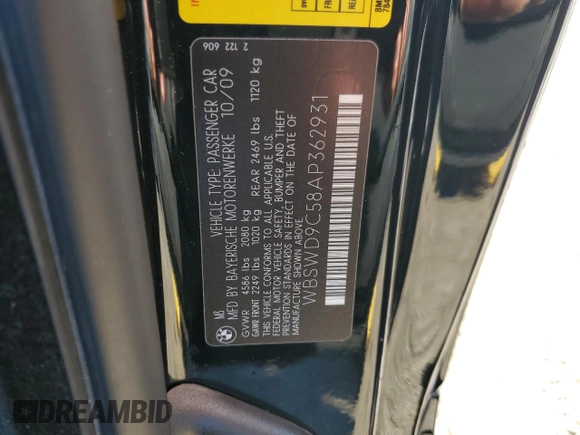 2 122 606
VEHICLE TYPE: PASSENGER CAR
M3 MFD BY BAYERISCHE MOTORENWERKE 10/09
GVWR 4586 lbs 2080 kg
GAWR FRONT 2249 lbs 1020 kg REAR 2469 lbs 1120 kg
THIS VEHICLE CONFORMS TO ALL APPLICABLE U.S.
FEDERAL MOTOR VEHICLE SAFETY, BUMPER AND THEFT
PREVENTION STANDARDS IN EFFECT ON THE DATE OF
MANUFACTURE SHOWN ABOVE.
WBSWD9C58AP362931
DREAMBID